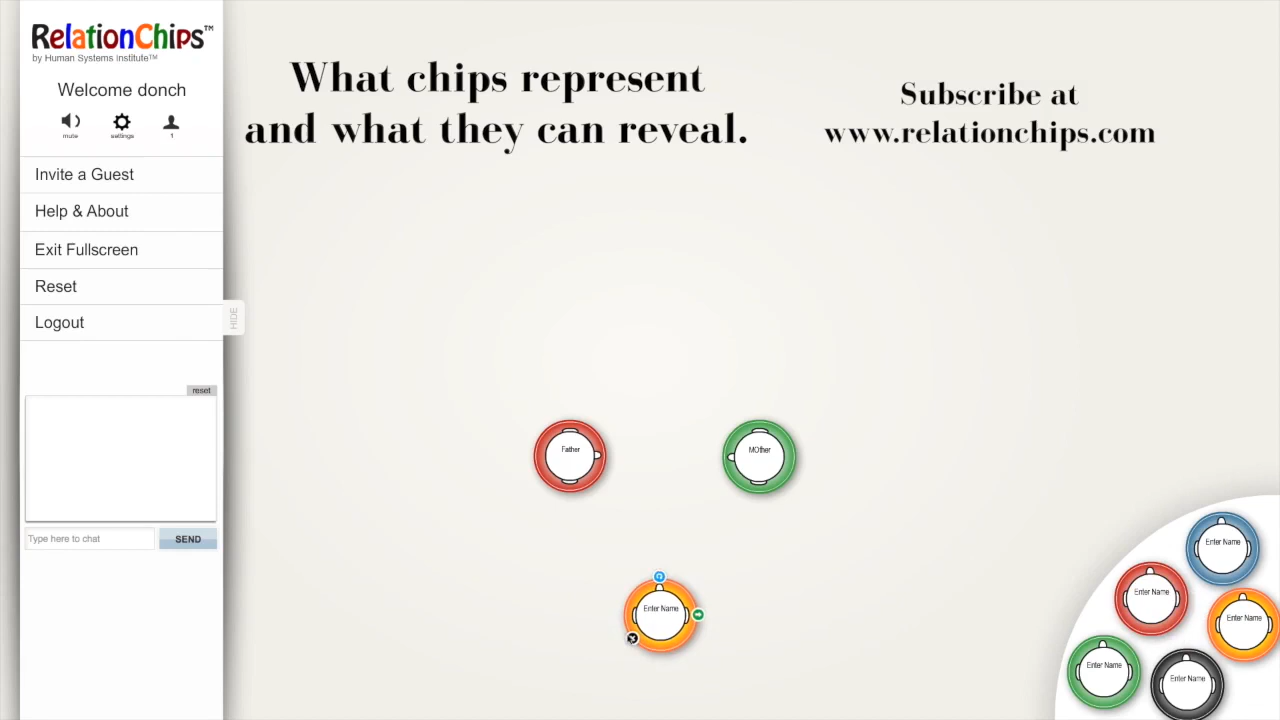 RelationChips™
by Human Systems Institute™
Welcome donch
mute
settings
1
Invite a Guest
Help & About
Exit Fullscreen
Reset
Logout
HIDE
reset
Type here to chat
SEND
What chips represent
and what they can reveal.
Subscribe at
www.relationchips.com
Father
MOther
Enter Name
Enter Name
Enter Name
Enter Name
Enter Name
Enter Name